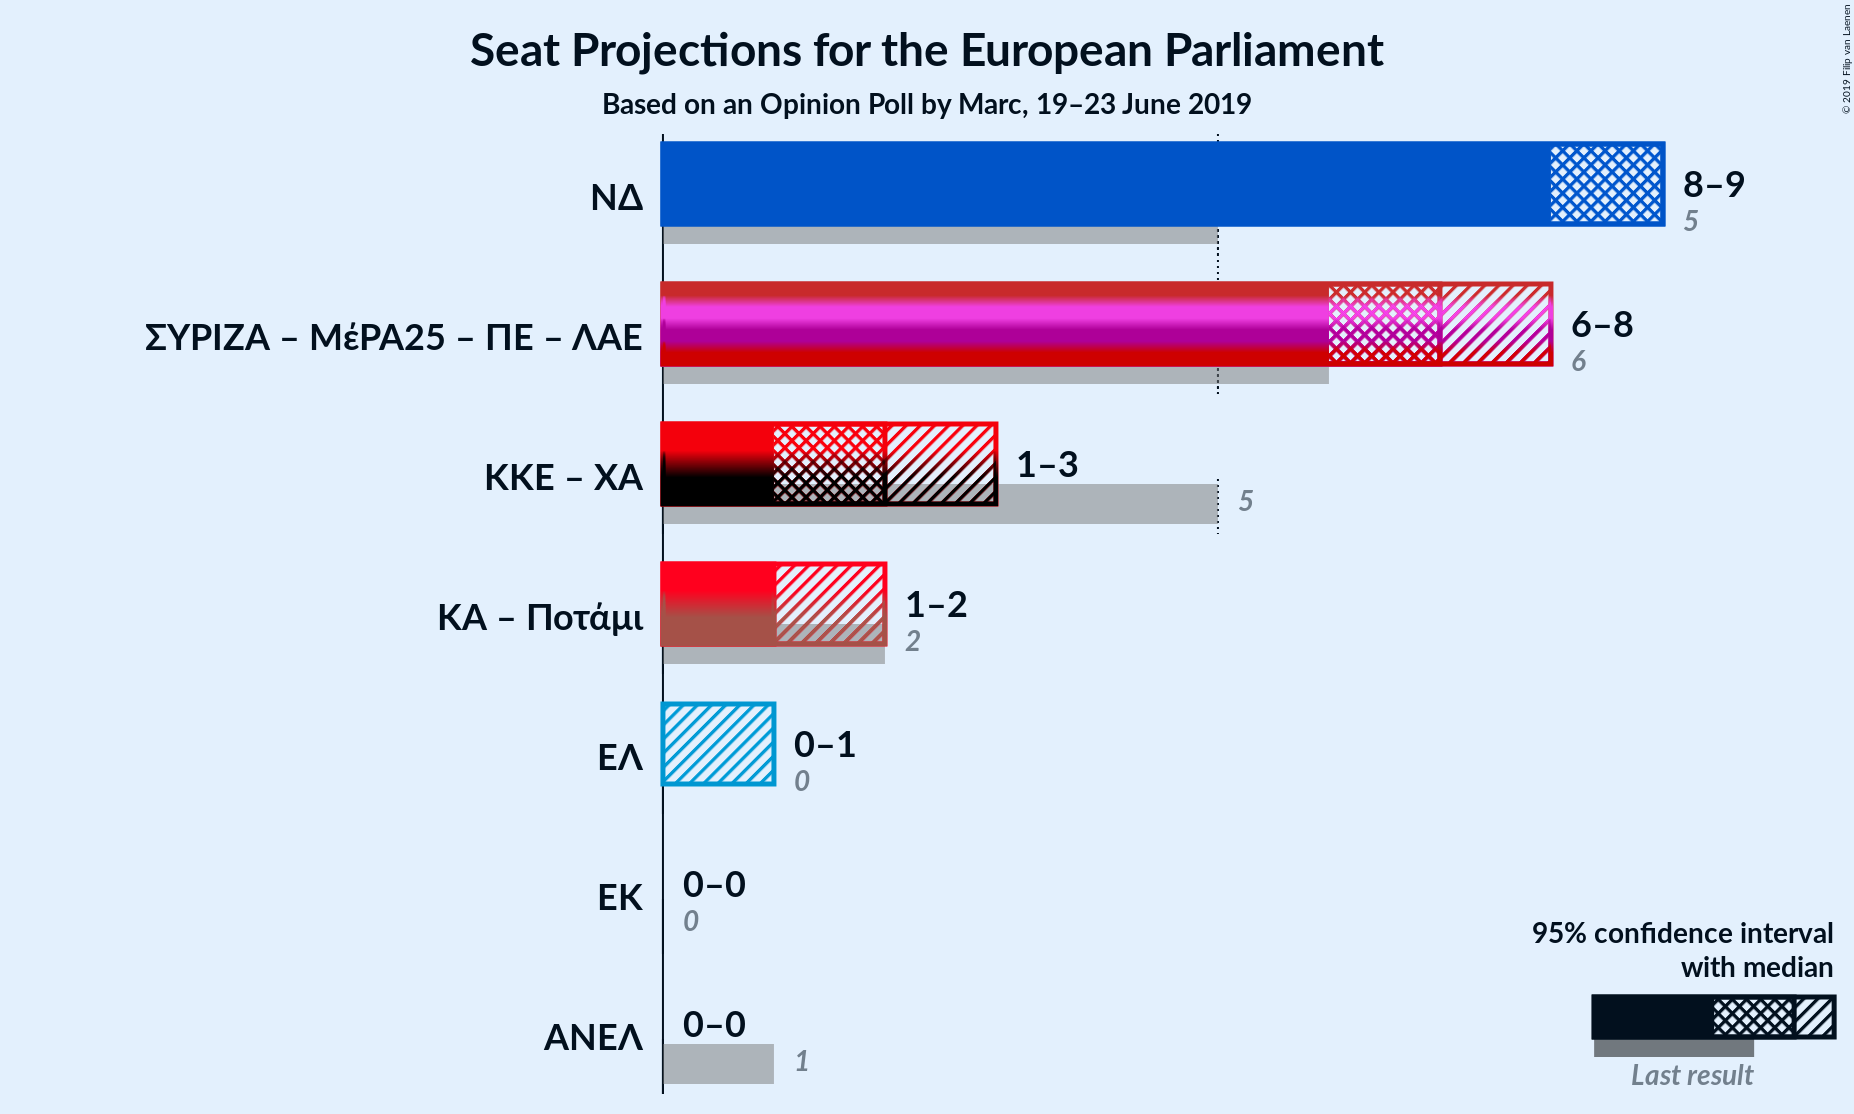 Seat Projections for the European Parliament
Based on an Opinion Poll by Marc, 19–23 June 2019
© 2019 Filip van Laenen
ΝΔ
8–9
5
ΣΥΡΙΖΑ – ΜέΡΑ25 – ΠΕ – ΛΑΕ
6–8
6
ΚΚΕ – ΧΑ
1–3
5
ΚΑ – Ποτάμι
1–2
2
ΕΛ
0–1
0
ΕΚ
0–0
0
ΑΝΕΛ
0–0
1
95% confidence interval
with median
Last result